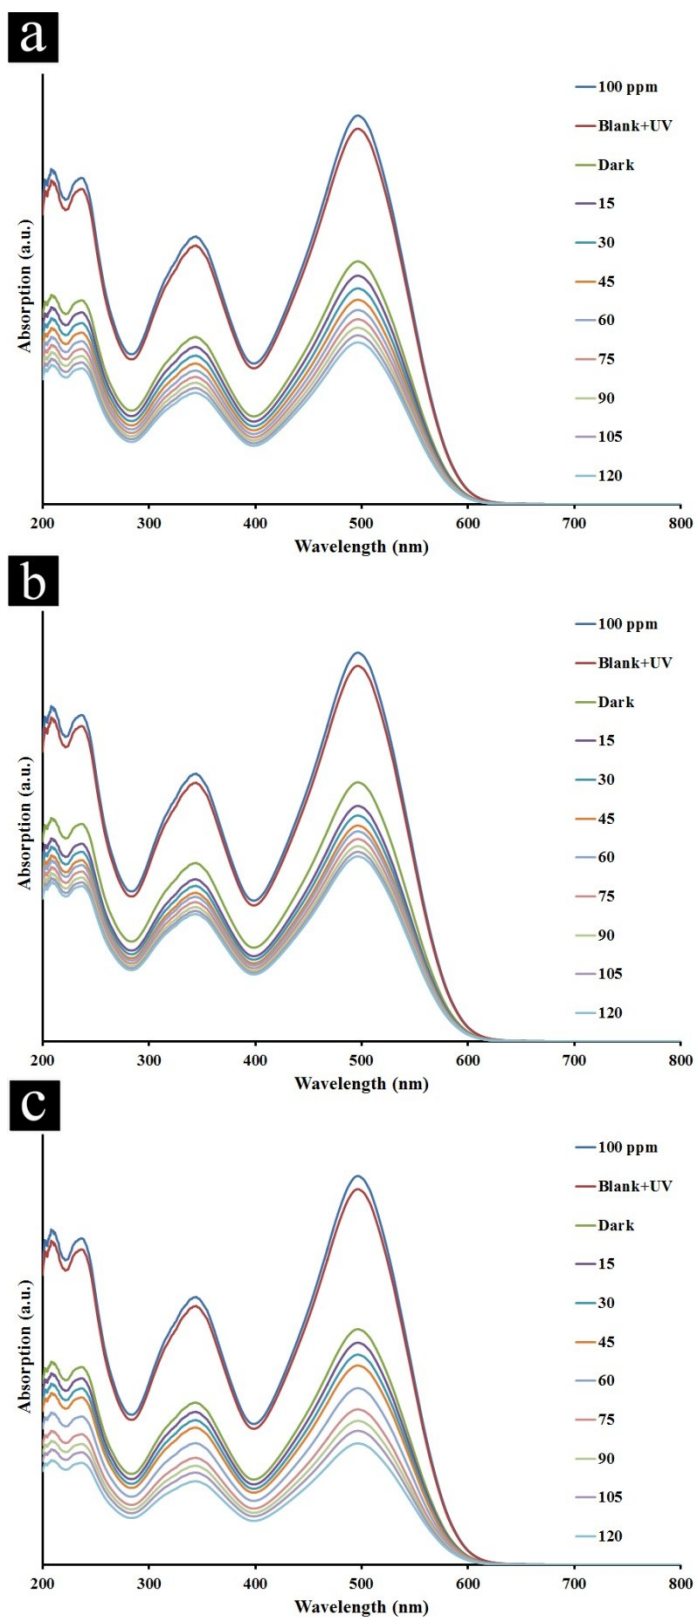 a
100 ppm
Blank+UV
Dark
15
30
45
60
75
90
105
120
Absorption (a.u.)
200 300 400 500 600 700 800
Wavelength (nm)
b
100 ppm
Blank+UV
Dark
15
30
45
60
75
90
105
120
Absorption (a.u.)
200 300 400 500 600 700 800
Wavelength (nm)
c
100 ppm
Blank+UV
Dark
15
30
45
60
75
90
105
120
Absorption (a.u.)
200 300 400 500 600 700 800
Wavelength (nm)